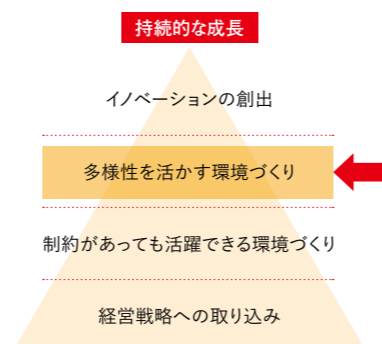 持続的な成長
イノベーションの創出
多様性を活かす環境づくり
制約があっても活躍できる環境づくり
経営戦略への取り込み